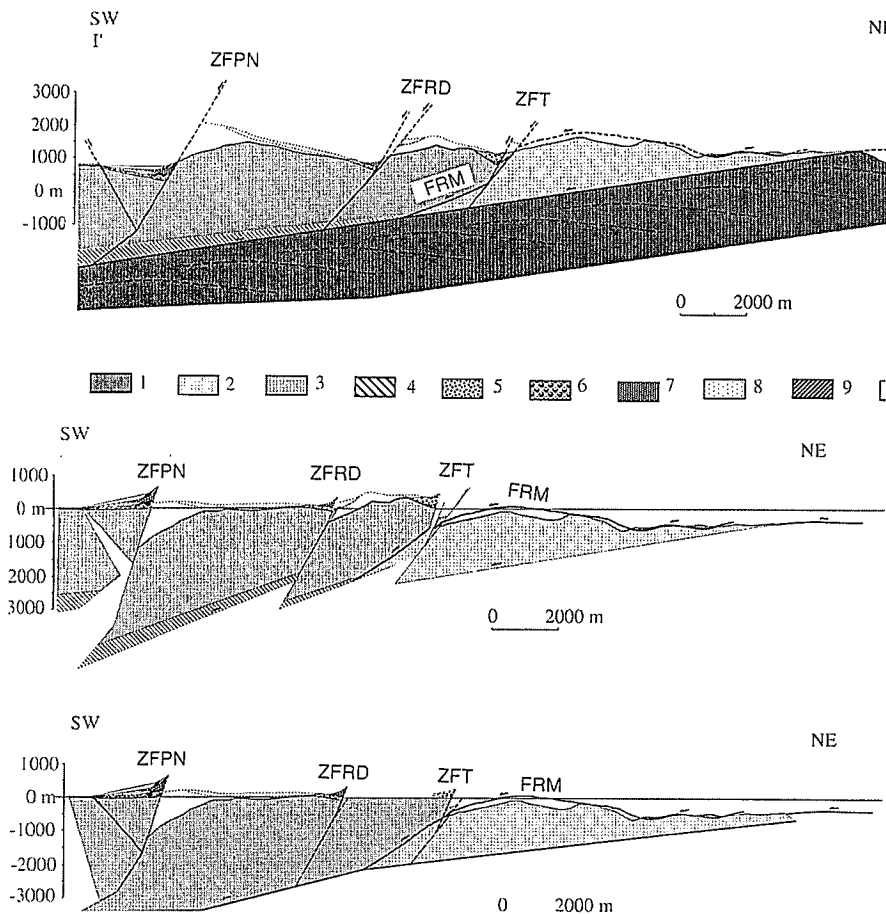 SW
I' NE
ZFPN
ZFRD
ZFT
3000
2000
1000
0 m
-1000
FRM
0 2000 m
1 2 3 4 5 6 7 8 9
SW
NE
ZFPN ZFRD ZFT FRM
1000
0 m
1000
2000
3000
0 2000 m
SW
NE
ZFPN ZFRD ZFT FRM
1000
0 m
-1000
-2000
-3000
0 2000 m